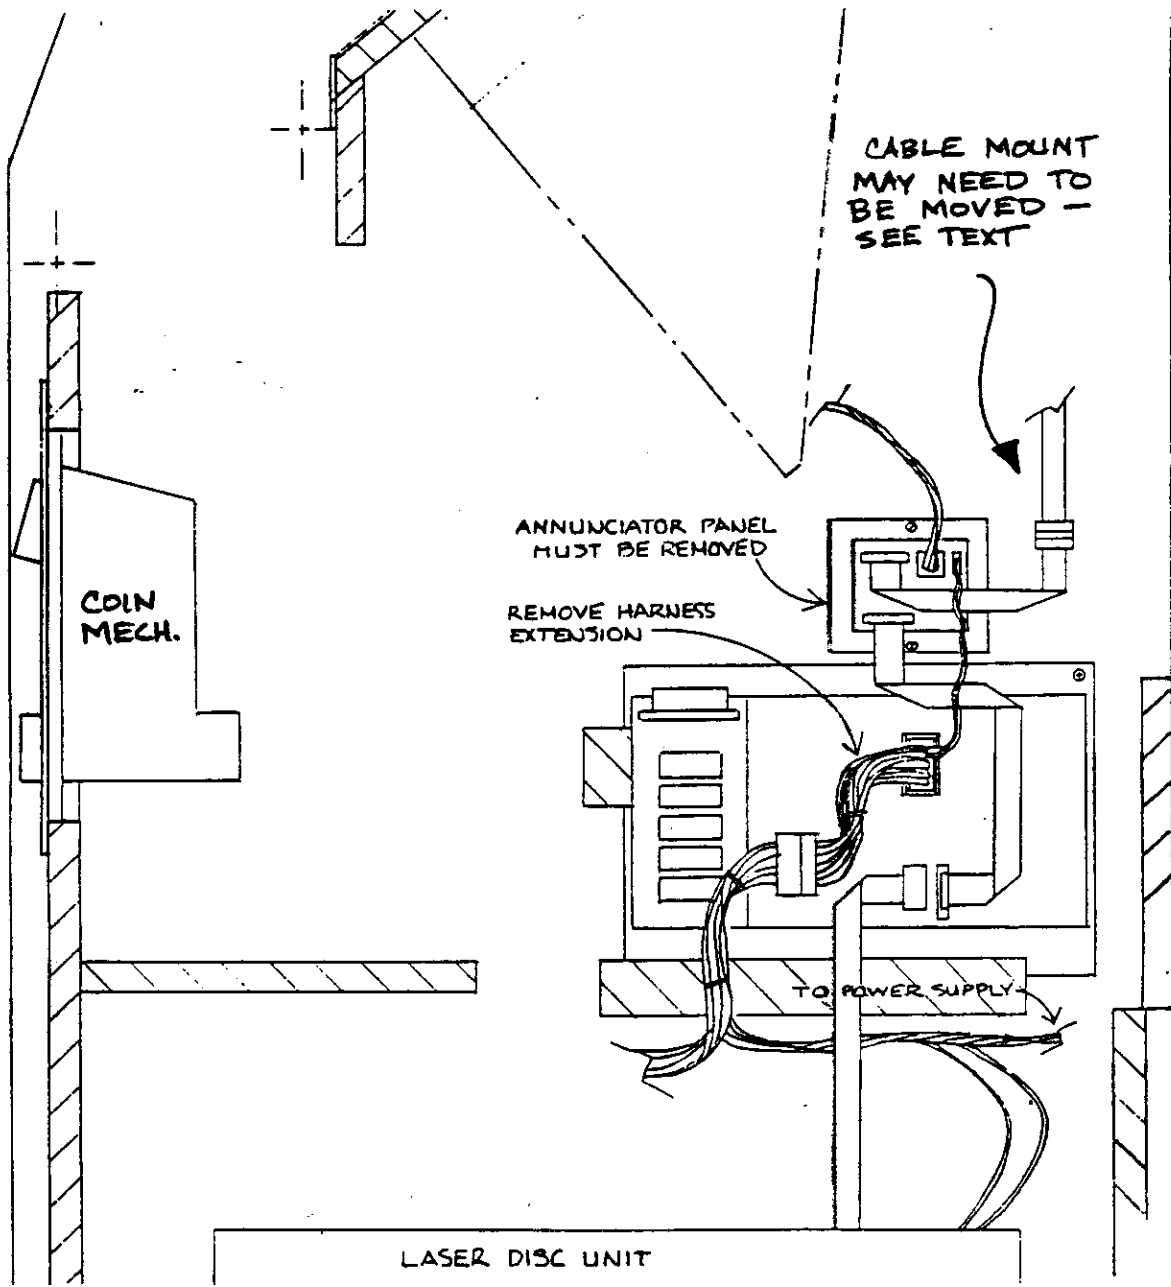 CABLE MOUNT
MAY NEED TO
BE MOVED –
SEE TEXT
ANNUNCIATOR PANEL
MUST BE REMOVED
REMOVE HARNESS
EXTENSION
COIN
MECH.
TO POWER SUPPLY
LASER DISC UNIT